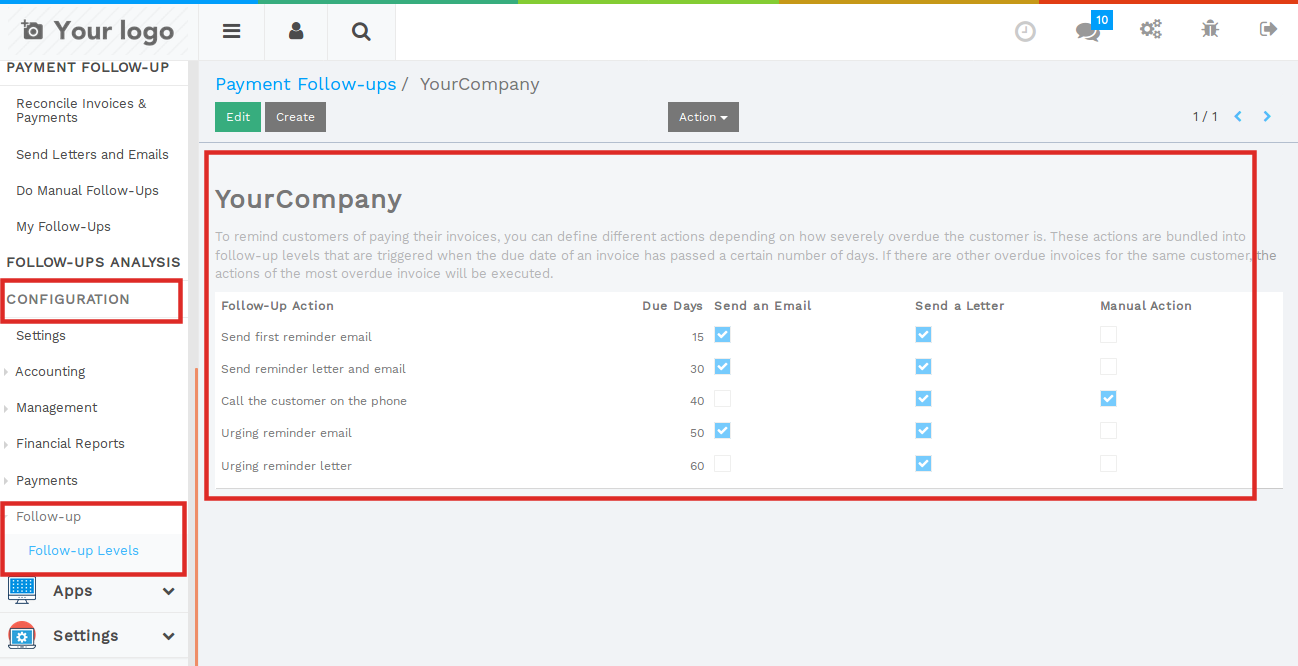 Your logo
10
PAYMENT FOLLOW-UP
Reconcile Invoices &
Payments
Send Letters and Emails
Do Manual Follow-Ups
My Follow-Ups
FOLLOW-UPS ANALYSIS
CONFIGURATION
Settings
Accounting
Management
Financial Reports
Payments
Follow-up
Follow-up Levels
Apps
Settings
Payment Follow-ups / YourCompany
Edit Create Action 1 / 1
YourCompany
To remind customers of paying their invoices, you can define different actions depending on how severely overdue the customer is. These actions are bundled into
follow-up levels that are triggered when the due date of an invoice has passed a certain number of days. If there are other overdue invoices for the same customer, the
actions of the most overdue invoice will be executed.
Follow-Up Action Due Days Send an Email Send a Letter Manual Action
Send first reminder email 15
Send reminder letter and email 30
Call the customer on the phone 40
Urging reminder email 50
Urging reminder letter 60